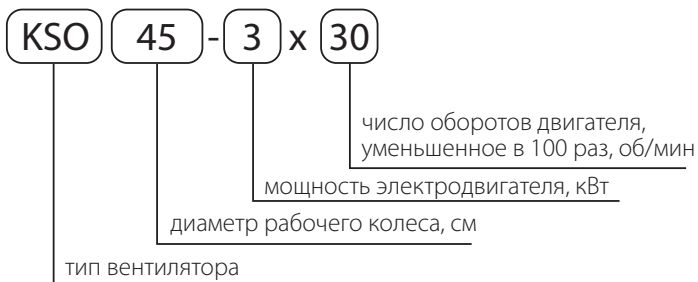 KSO 45 - 3 x 30
число оборотов двигателя,
уменьшенное в 100 раз, об/мин
мощность электродвигателя, кВт
диаметр рабочего колеса, см
тип вентилятора